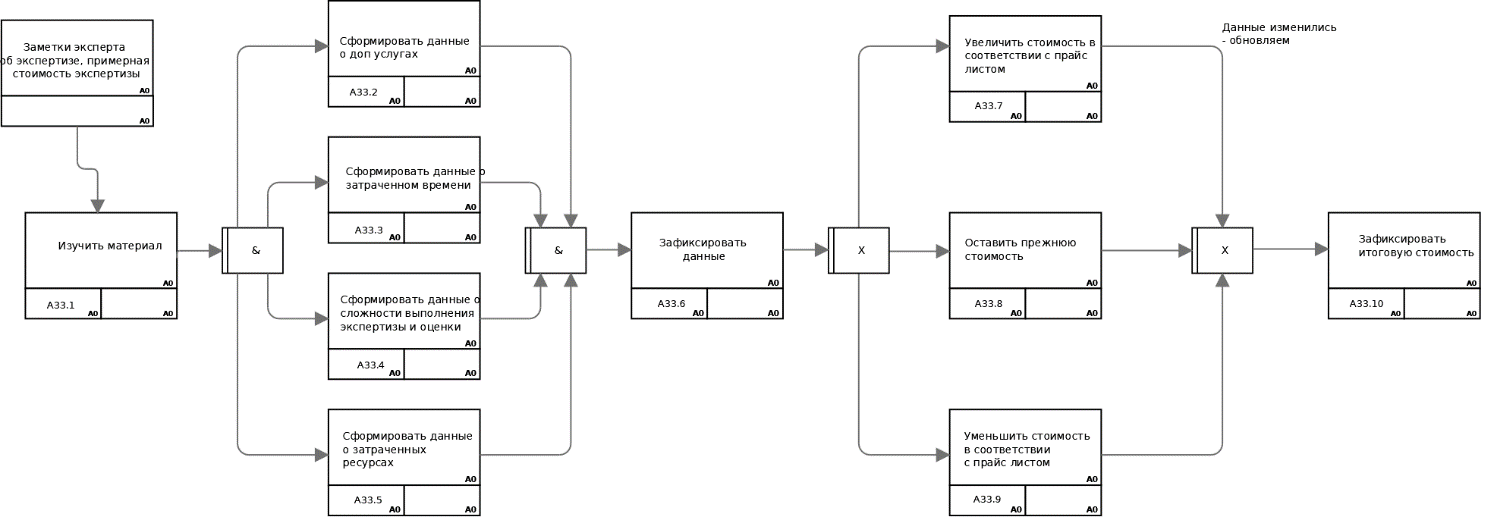 Заметки эксперта
об экспертизе, примерная
стоимость экспертизы
A0
A0
Изучить материал
A0
A33.1
A0
A0
&
Сформировать данные
о доп услугах
A0
A33.2
A0
A0
Сформировать данные о
затраченном времени
A0
A33.3
A0
A0
Сформировать данные о
сложности выполнения
экспертизы и оценки
A0
A33.4
A0
A0
Сформировать данные
о затраченных
ресурсах
A0
A33.5
A0
A0
&
Зафиксировать
данные
A0
A33.6
A0
A0
X
Увеличить стоимость в
соответствии с прайс
листом
A0
A33.7
A0
A0
Оставить прежнюю
стоимость
A0
A33.8
A0
A0
Уменьшить стоимость
в соответствии
с прайс листом
A0
A33.9
A0
A0
Данные изменились
- обновляем
X
Зафиксировать
итоговую стоимость
A0
A33.10
A0
A0